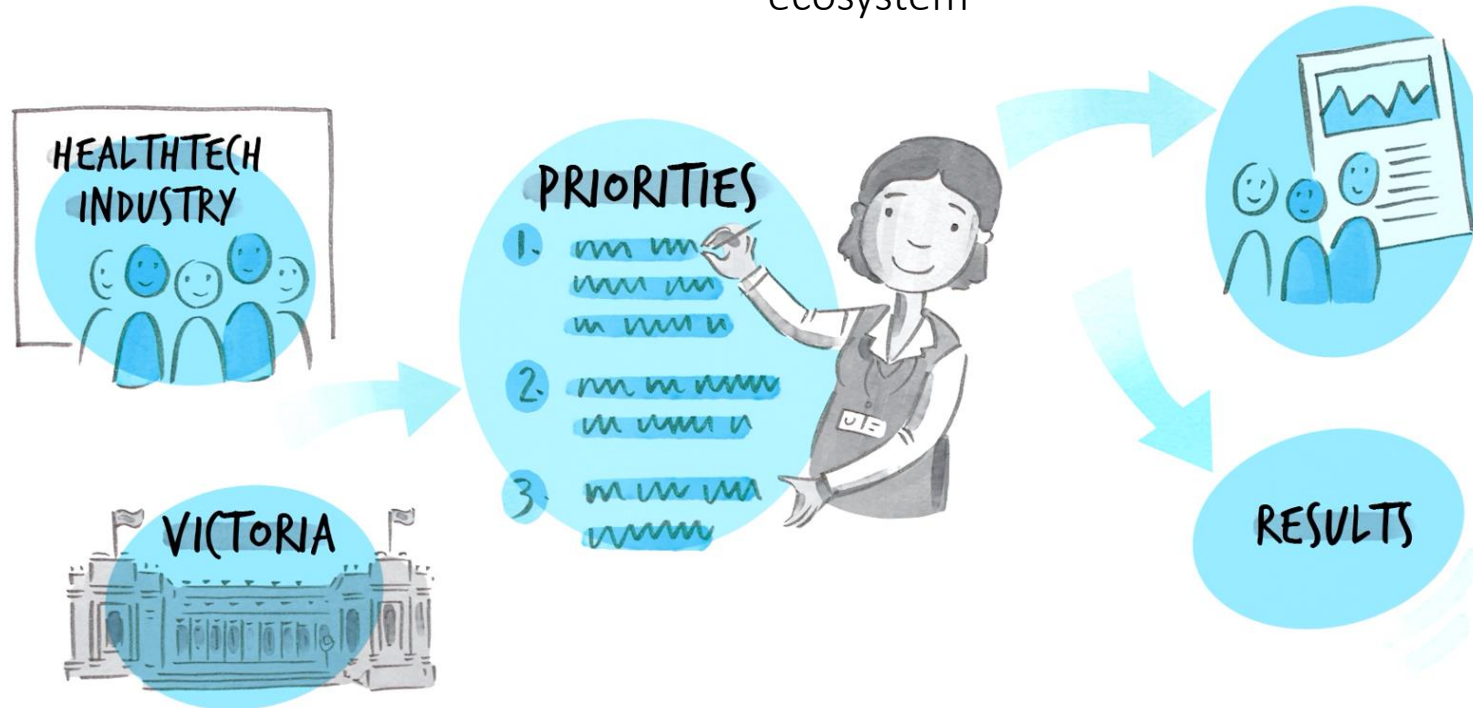 ecosystem
HEALTHTECH
INDUSTRY
PRIORITIES
1.
2.
3.
VICTORIA
RESULTS